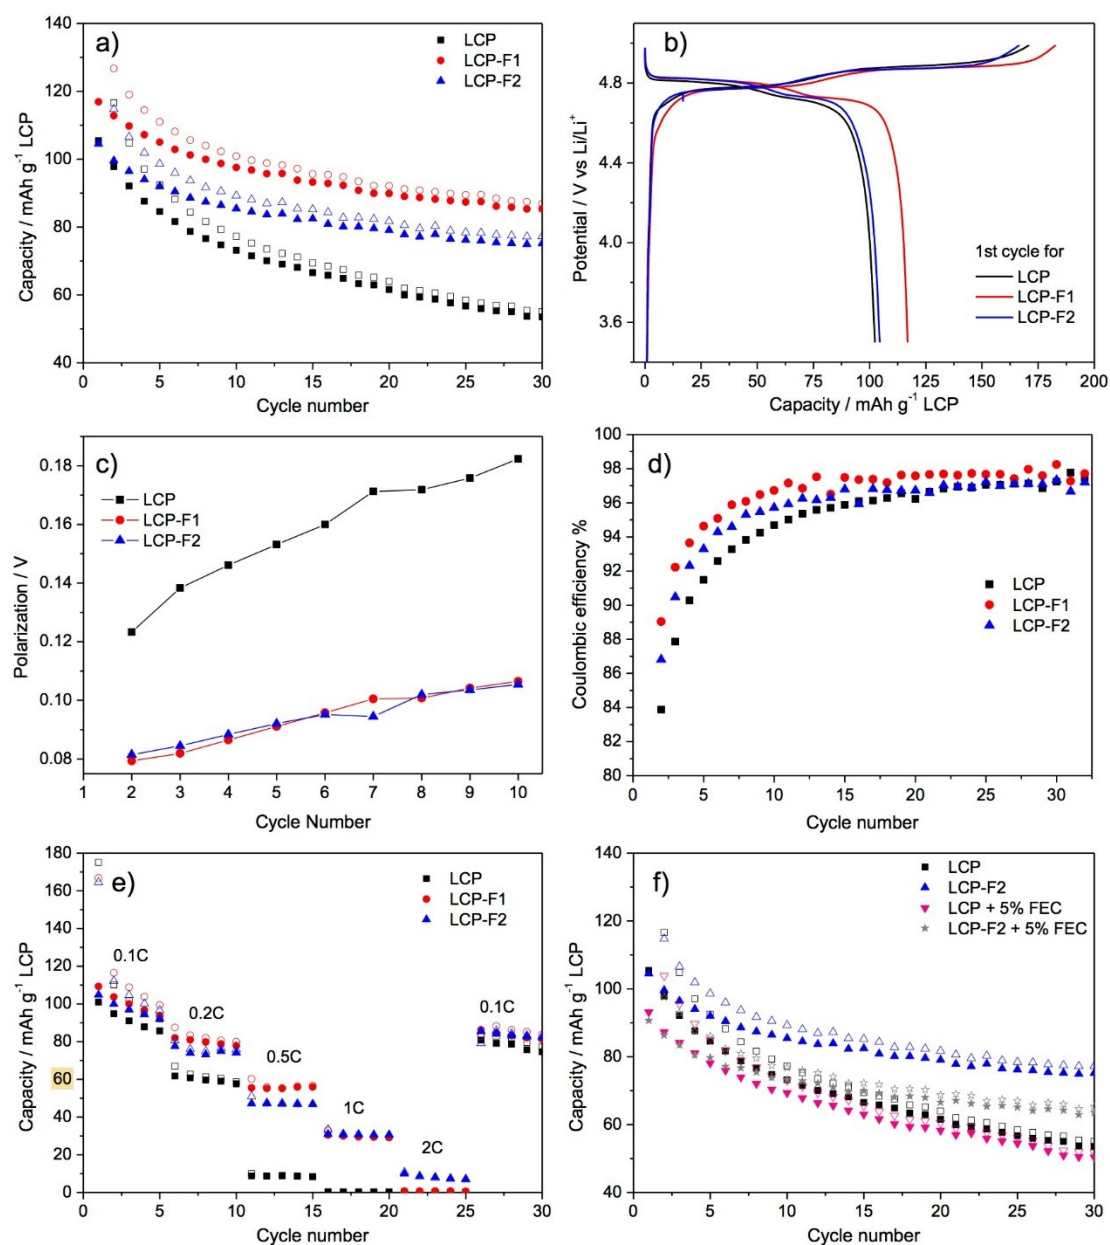 a)
LCP
LCP-F1
LCP-F2
140
120
100
80
60
40
Capacity / mAh g⁻¹ LCP
0 5 10 15 20 25 30
Cycle number
b)
4.8
4.4
4.0
3.6
Potential / V vs Li/Li⁺
1st cycle for
LCP
LCP-F1
LCP-F2
0 25 50 75 100 125 150 175 200
Capacity / mAh g⁻¹ LCP
c)
LCP
LCP-F1
LCP-F2
0.18
0.16
0.14
0.12
0.10
0.08
Polarization / V
1 2 3 4 5 6 7 8 9 10
Cycle Number
d)
98
96
94
92
90
88
86
84
82
80
Coulombic efficiency %
LCP
LCP-F1
LCP-F2
0 5 10 15 20 25 30
Cycle number
e)
LCP
LCP-F1
LCP-F2
180
160
140
120
100
80
60
40
20
0
Capacity / mAh g⁻¹ LCP
0.1C
0.2C
0.5C
1C
2C
0.1C
0 5 10 15 20 25 30
Cycle number
f)
LCP
LCP-F2
LCP + 5% FEC
LCP-F2 + 5% FEC
140
120
100
80
60
40
Capacity / mAh g⁻¹ LCP
0 5 10 15 20 25 30
Cycle number